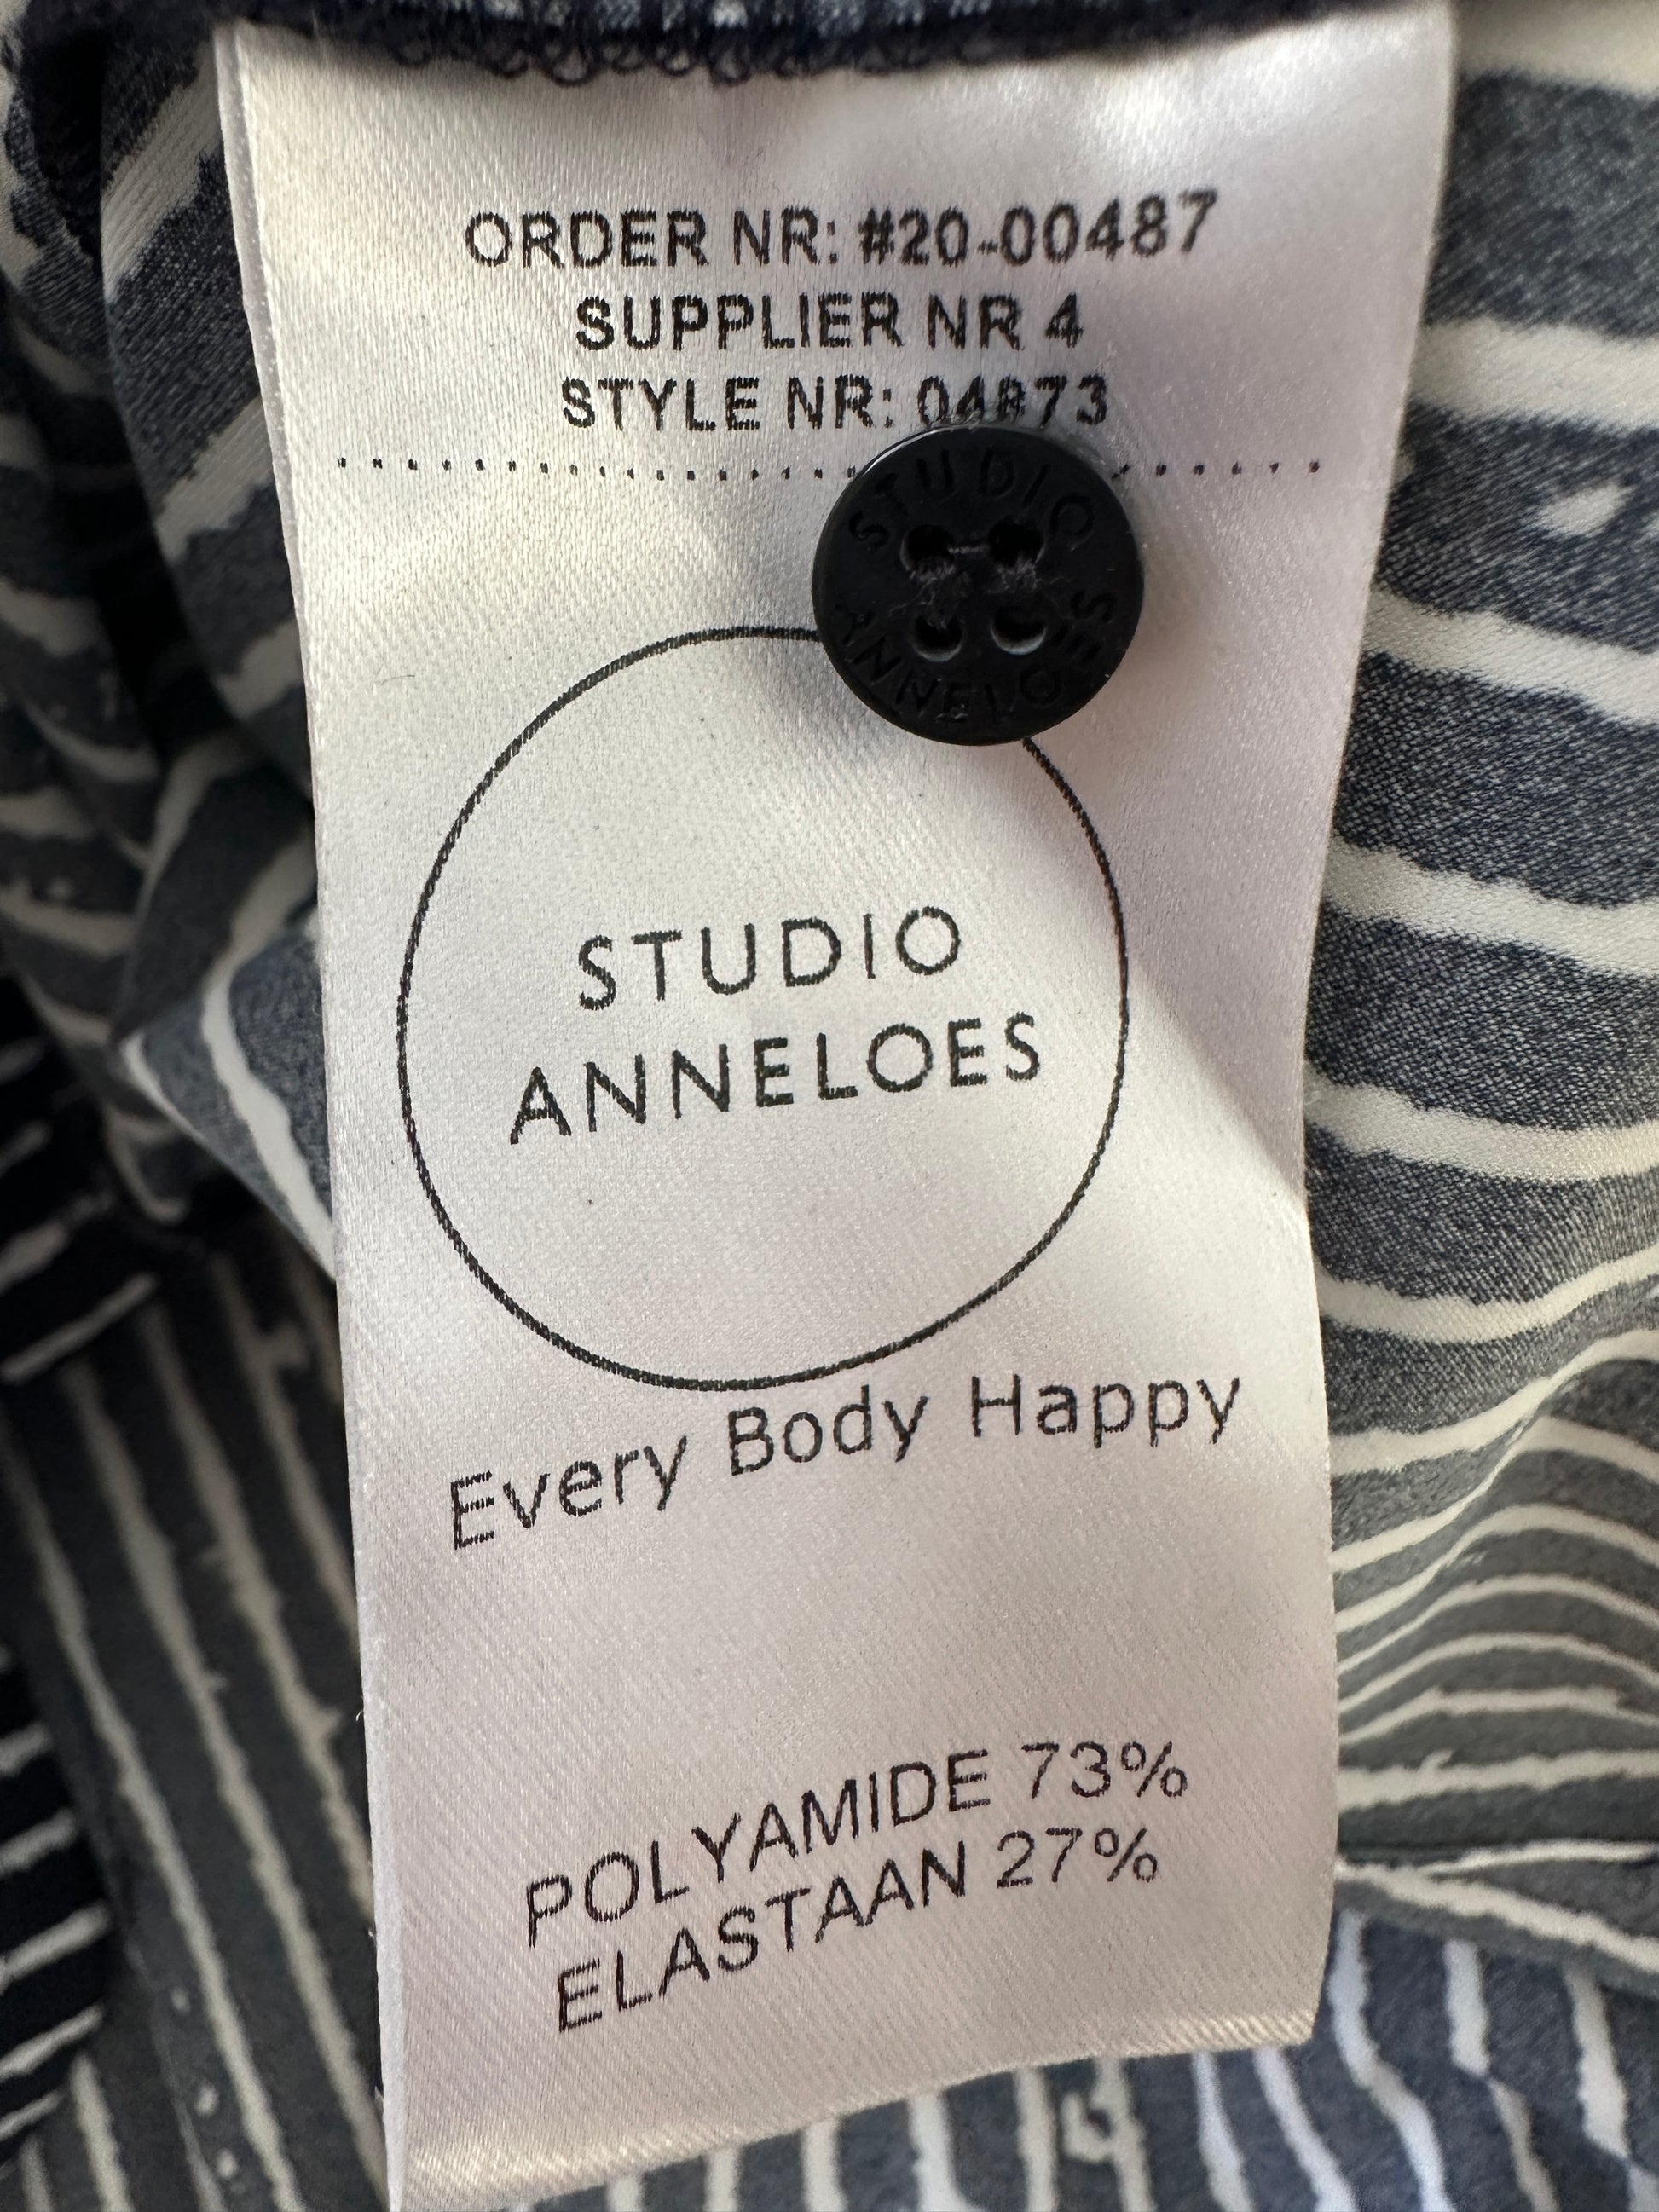 ORDER NR: #20-00487
SUPPLIER NR 4
STYLE NR: 04873
STUDIO
ANNELOES
STUDIO
ANNELOES
Every Body Happy
POLYAMIDE 73%
ELASTAAN 27%